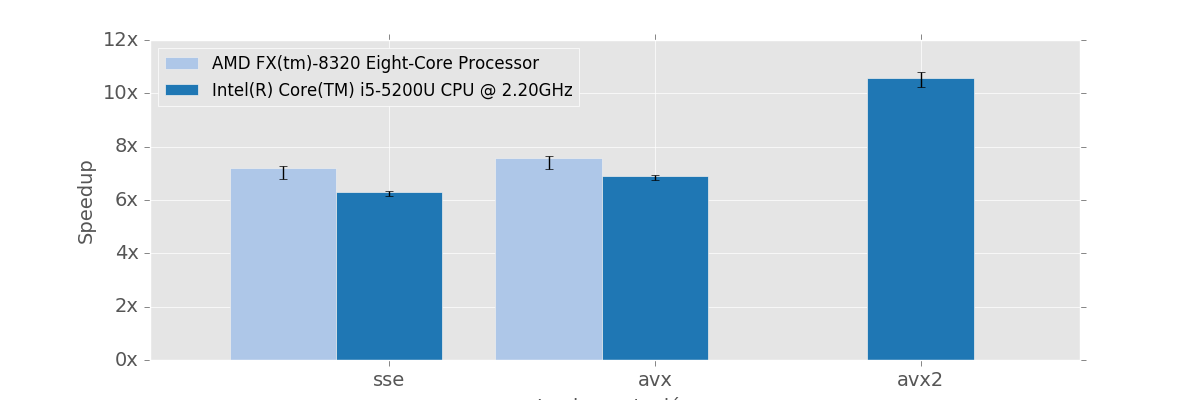 12x
10x
8x
6x
4x
2x
0x
Speedup
AMD FX(tm)-8320 Eight-Core Processor
Intel(R) Core(TM) i5-5200U CPU @ 2.20GHz
sse
avx
avx2